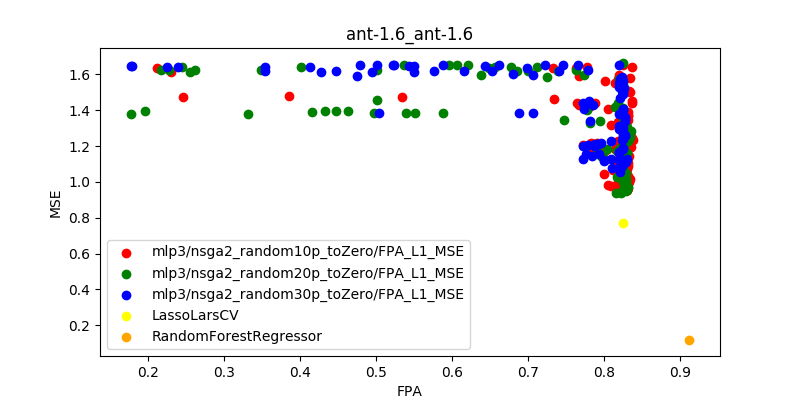 ant-1.6_ant-1.6
MSE
1.6
1.4
1.2
1.0
0.8
0.6
0.4
0.2
mlp3/nsga2_random10p_toZero/FPA_L1_MSE
mlp3/nsga2_random20p_toZero/FPA_L1_MSE
mlp3/nsga2_random30p_toZero/FPA_L1_MSE
LassoLarsCV
RandomForestRegressor
0.2 0.3 0.4 0.5 0.6 0.7 0.8 0.9
FPA